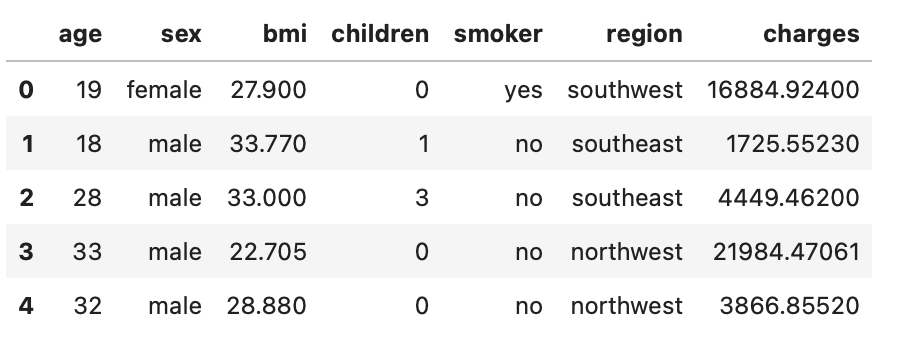 age sex bmi children smoker region charges
0 19 female 27.900 0 yes southwest 16884.92400
1 18 male 33.770 1 no southeast 1725.55230
2 28 male 33.000 3 no southeast 4449.46200
3 33 male 22.705 0 no northwest 21984.47061
4 32 male 28.880 0 no northwest 3866.85520